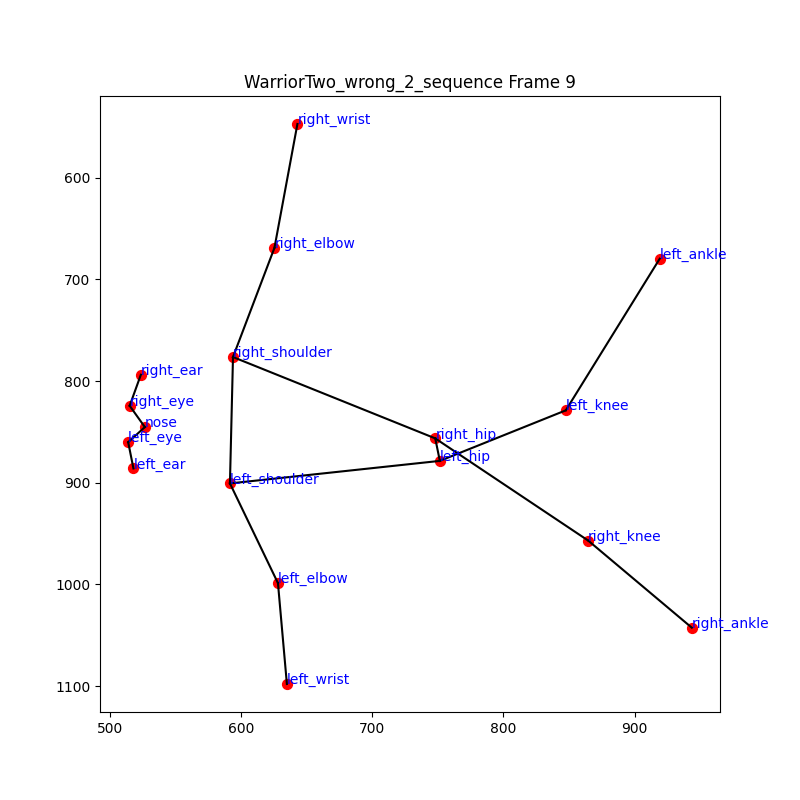 WarriorTwo_wrong_2_sequence Frame 9
right_wrist
right_elbow
left_ankle
right_shoulder
right_ear
right_eye
left_knee
nose
right_hip
left_eye
left_hip
left_ear
left_shoulder
right_knee
left_elbow
right_ankle
left_wrist
600
700
800
900
1000
1100
500 600 700 800 900